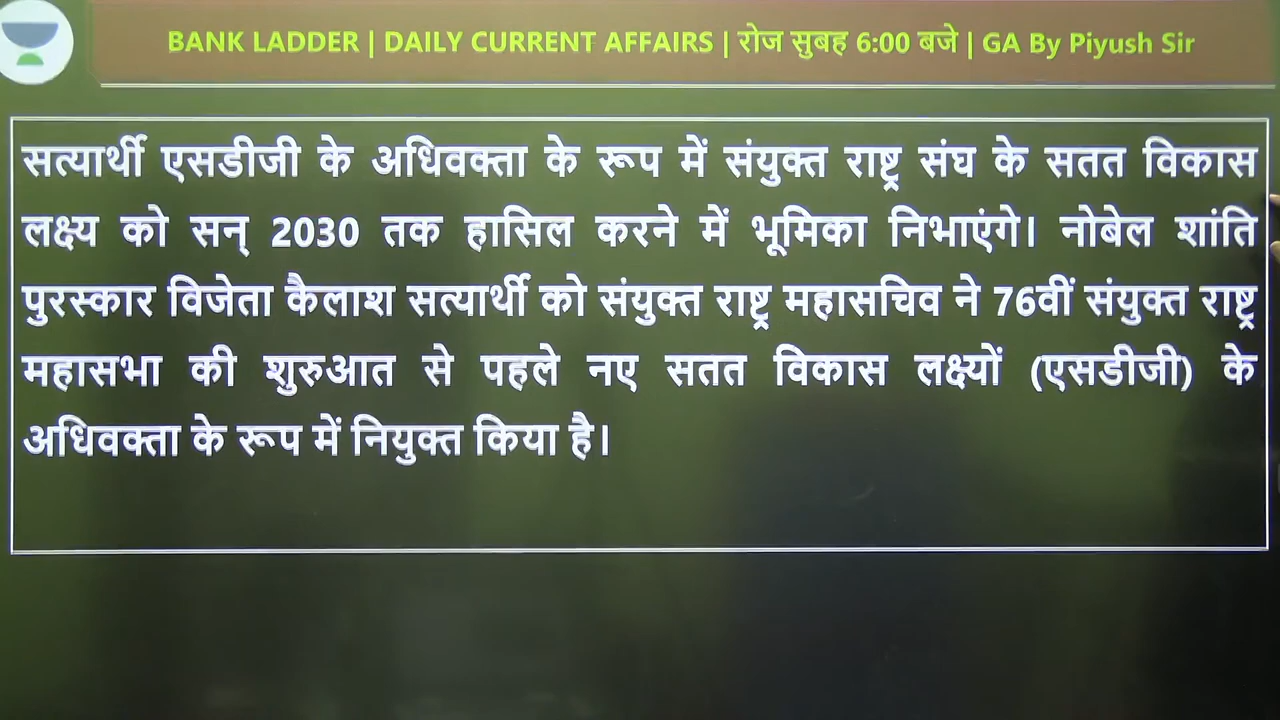 BANK LADDER | DAILY CURRENT AFFAIRS | रोज सुबह 6:00 बजे | GA By Piyush Sir
सत्यार्थी एसडीजी के अधिवक्ता के रूप में संयुक्त राष्ट्र संघ के सतत विकास
लक्ष्य को सन् 2030 तक हासिल करने में भूमिका निभाएंगे। नोबेल शांति
पुरस्कार विजेता कैलाश सत्यार्थी को संयुक्त राष्ट्र महासचिव ने 76वीं संयुक्त राष्ट्र
महासभा की शुरुआत से पहले नए सतत विकास लक्ष्यों (एसडीजी) के
अधिवक्ता के रूप में नियुक्त किया है।